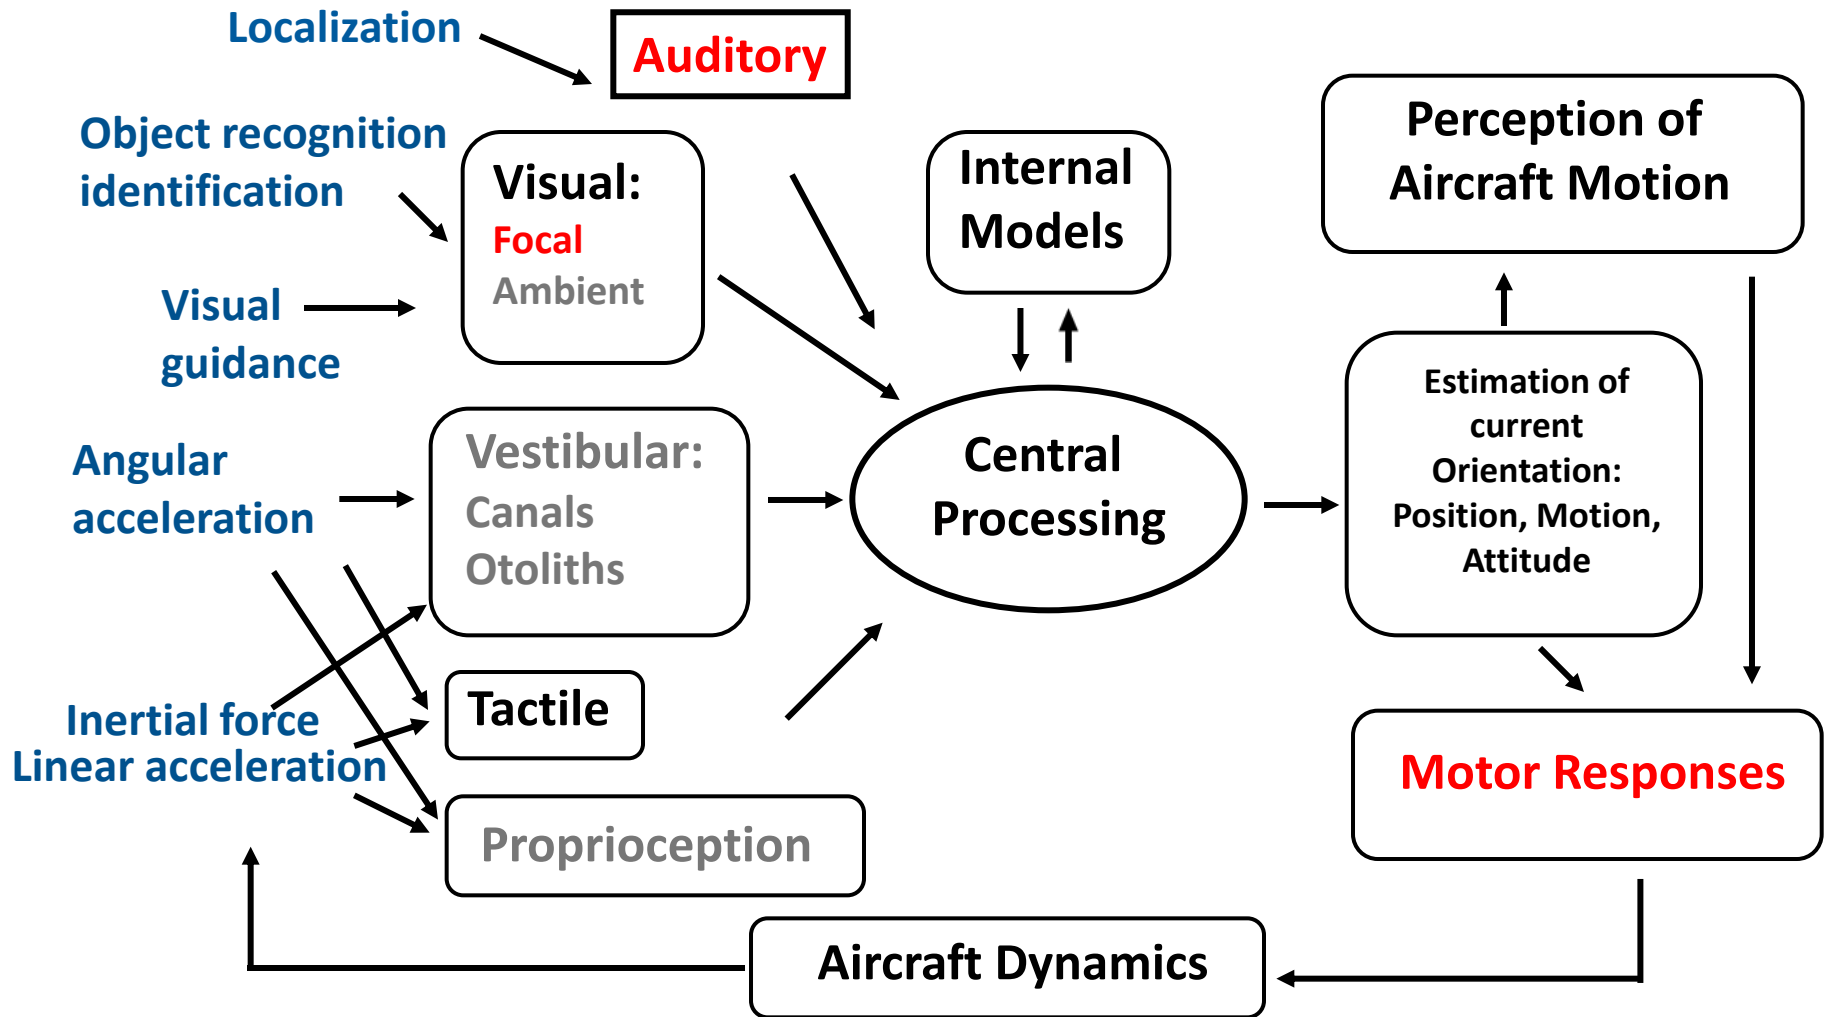 Localization
Auditory
Object recognition
identification
Visual:
Focal
Ambient
Visual
guidance
Internal
Models
Perception of
Aircraft Motion
Angular
acceleration
Vestibular:
Canals
Otoliths
Central
Processing
Estimation of
current
Orientation:
Position, Motion,
Attitude
Inertial force
Linear acceleration
Tactile
Proprioception
Motor Responses
Aircraft Dynamics